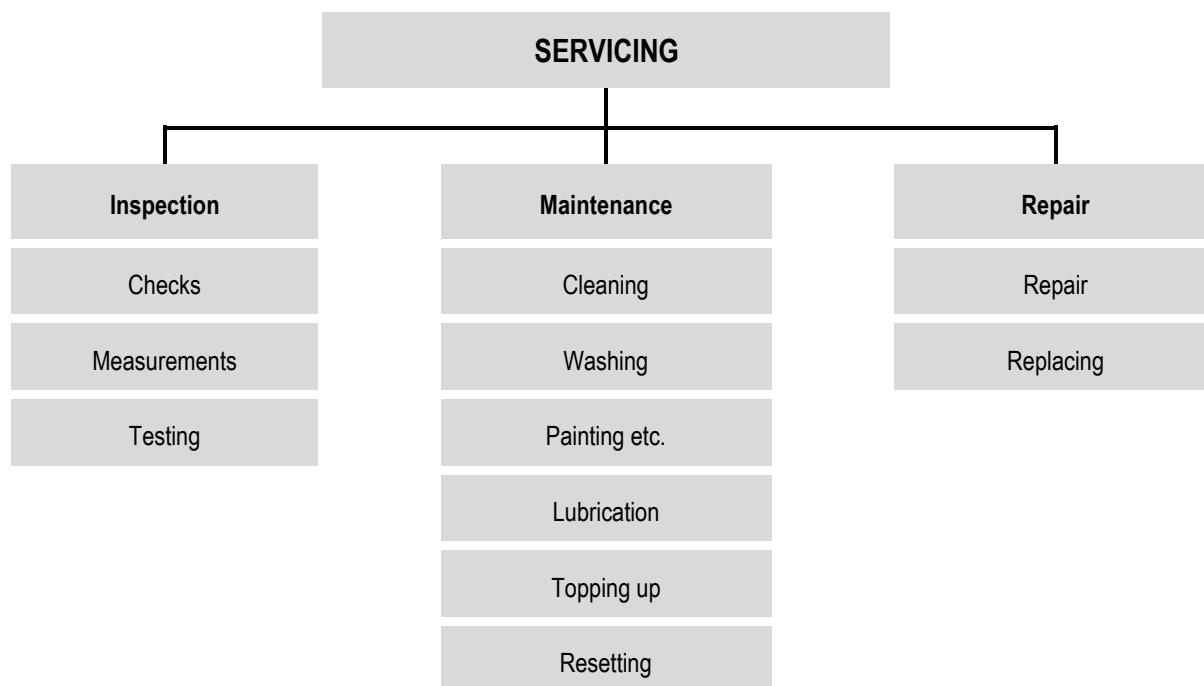 SERVICING
Inspection
Checks
Measurements
Testing
Maintenance
Cleaning
Washing
Painting etc.
Lubrication
Topping up
Resetting
Repair
Repair
Replacing